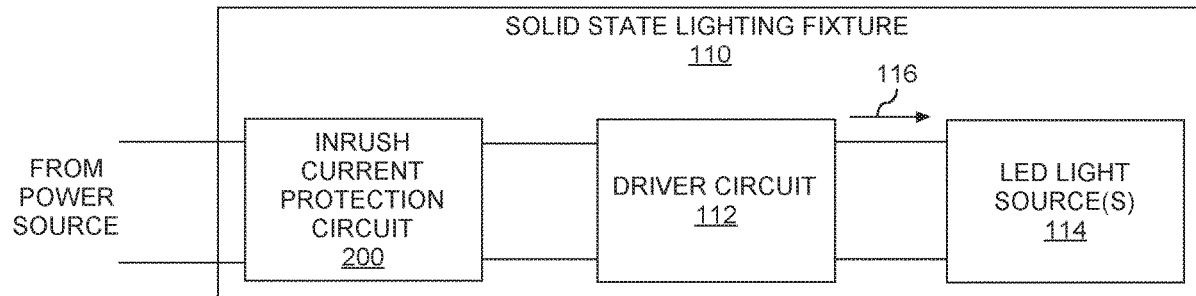 SOLID STATE LIGHTING FIXTURE
110
116
FROM
POWER
SOURCE
INRUSH
CURRENT
PROTECTION
CIRCUIT
200
DRIVER CIRCUIT
112
LED LIGHT
SOURCE(S)
114